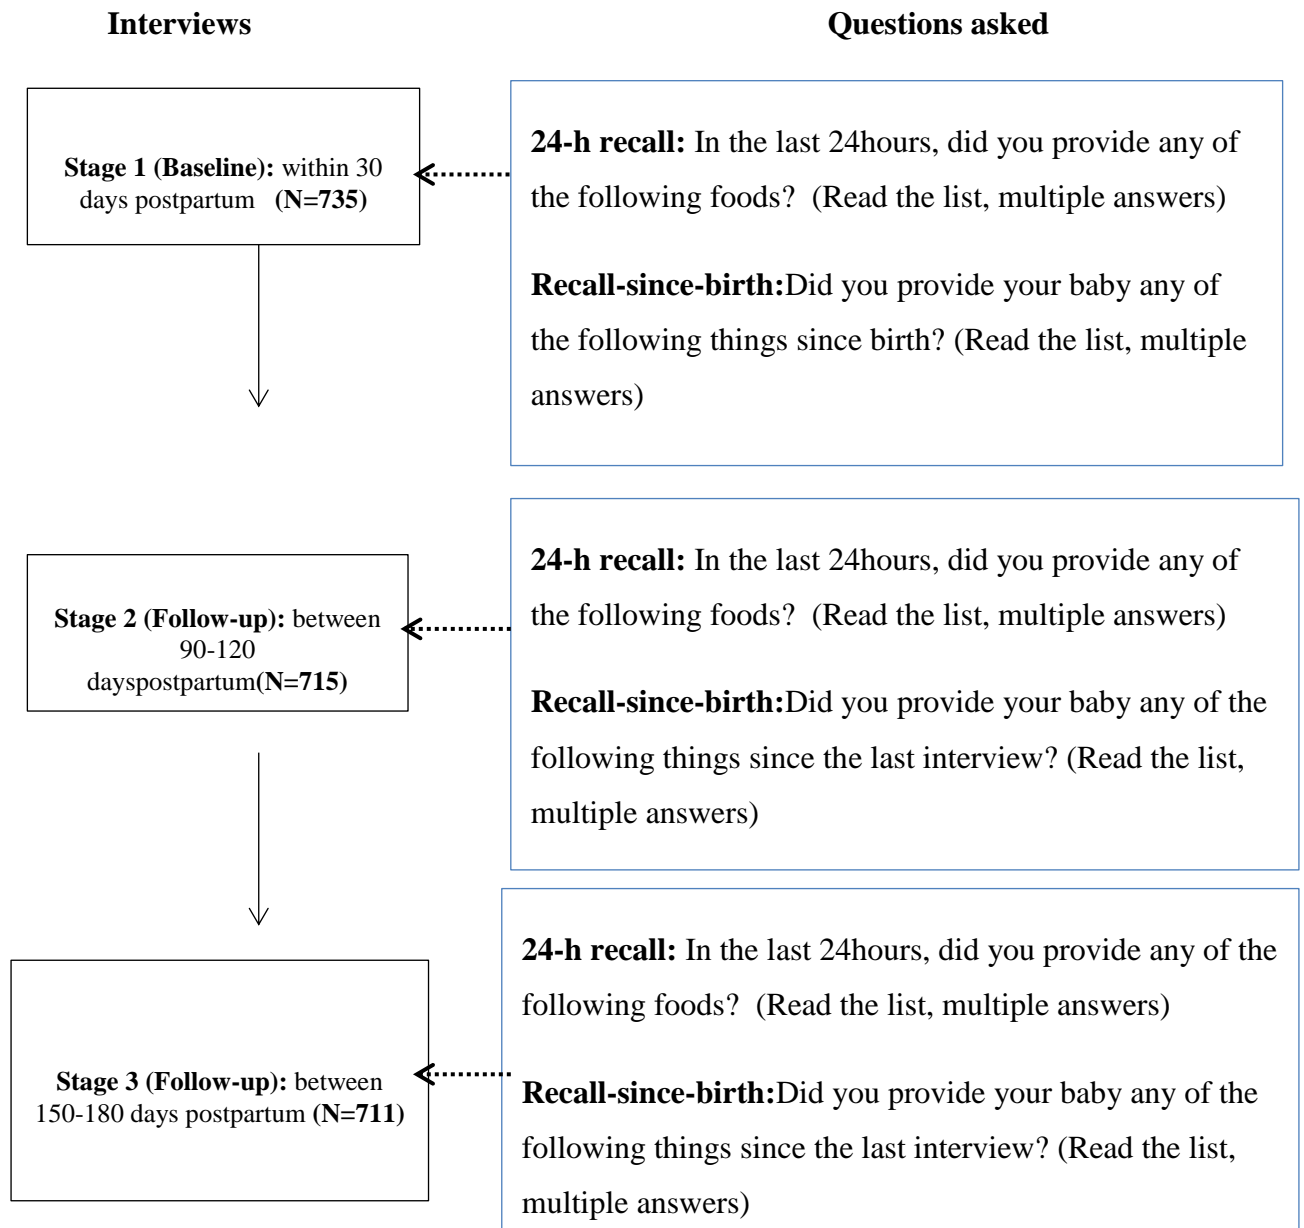 Interviews
Questions asked
Stage 1 (Baseline): within 30
days postpartum (N=735)
24-h recall: In the last 24hours, did you provide any of
the following foods? (Read the list, multiple answers)
Recall-since-birth:Did you provide your baby any of
the following things since birth? (Read the list, multiple
answers)
Stage 2 (Follow-up): between
90-120
dayspostpartum(N=715)
24-h recall: In the last 24hours, did you provide any of
the following foods? (Read the list, multiple answers)
Recall-since-birth:Did you provide your baby any of the
following things since the last interview? (Read the list,
multiple answers)
Stage 3 (Follow-up): between
150-180 days postpartum (N=711)
24-h recall: In the last 24hours, did you provide any of the
following foods? (Read the list, multiple answers)
Recall-since-birth:Did you provide your baby any of the
following things since the last interview? (Read the list,
multiple answers)